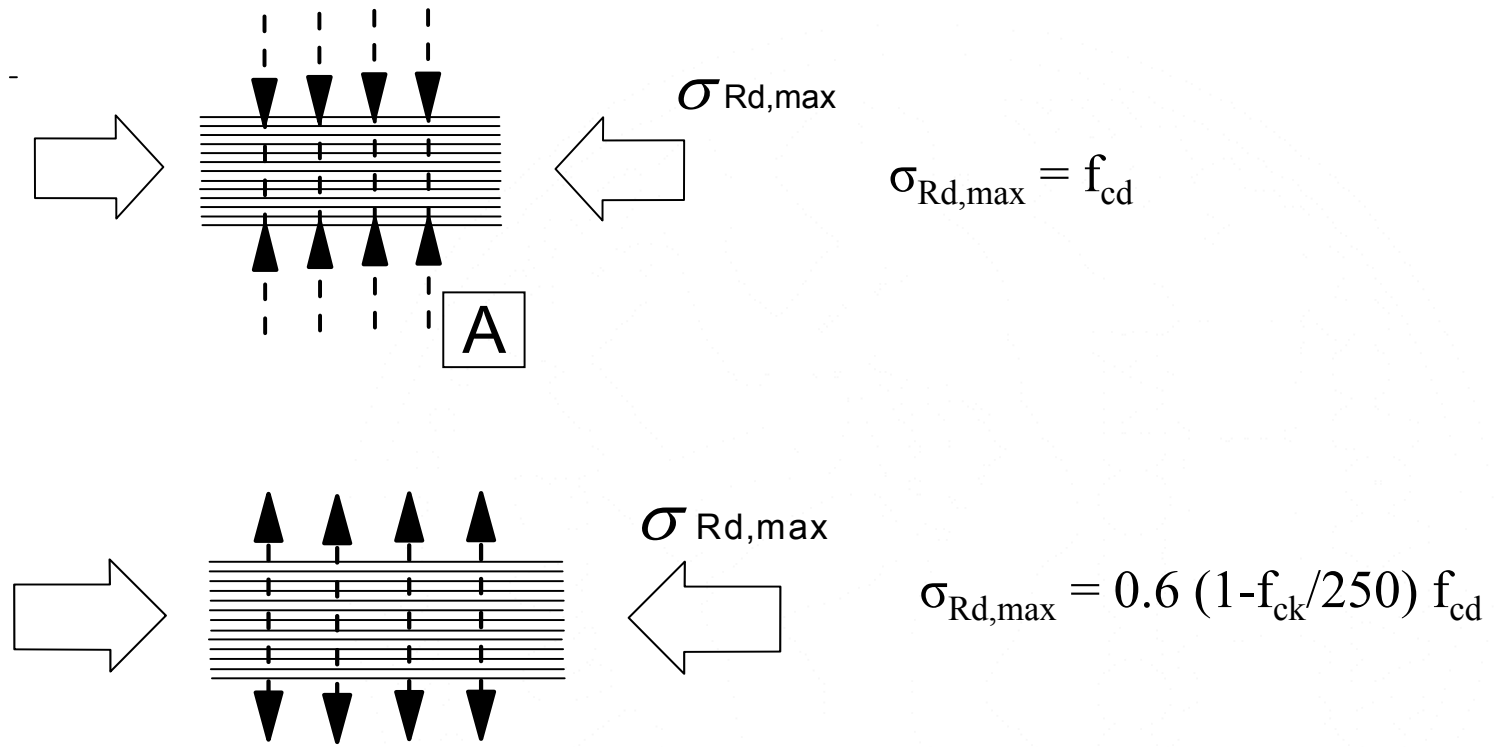 σ Rd,max
σRd,max = fcd
A
σ Rd,max
σRd,max = 0.6 (1-fck/250) fcd